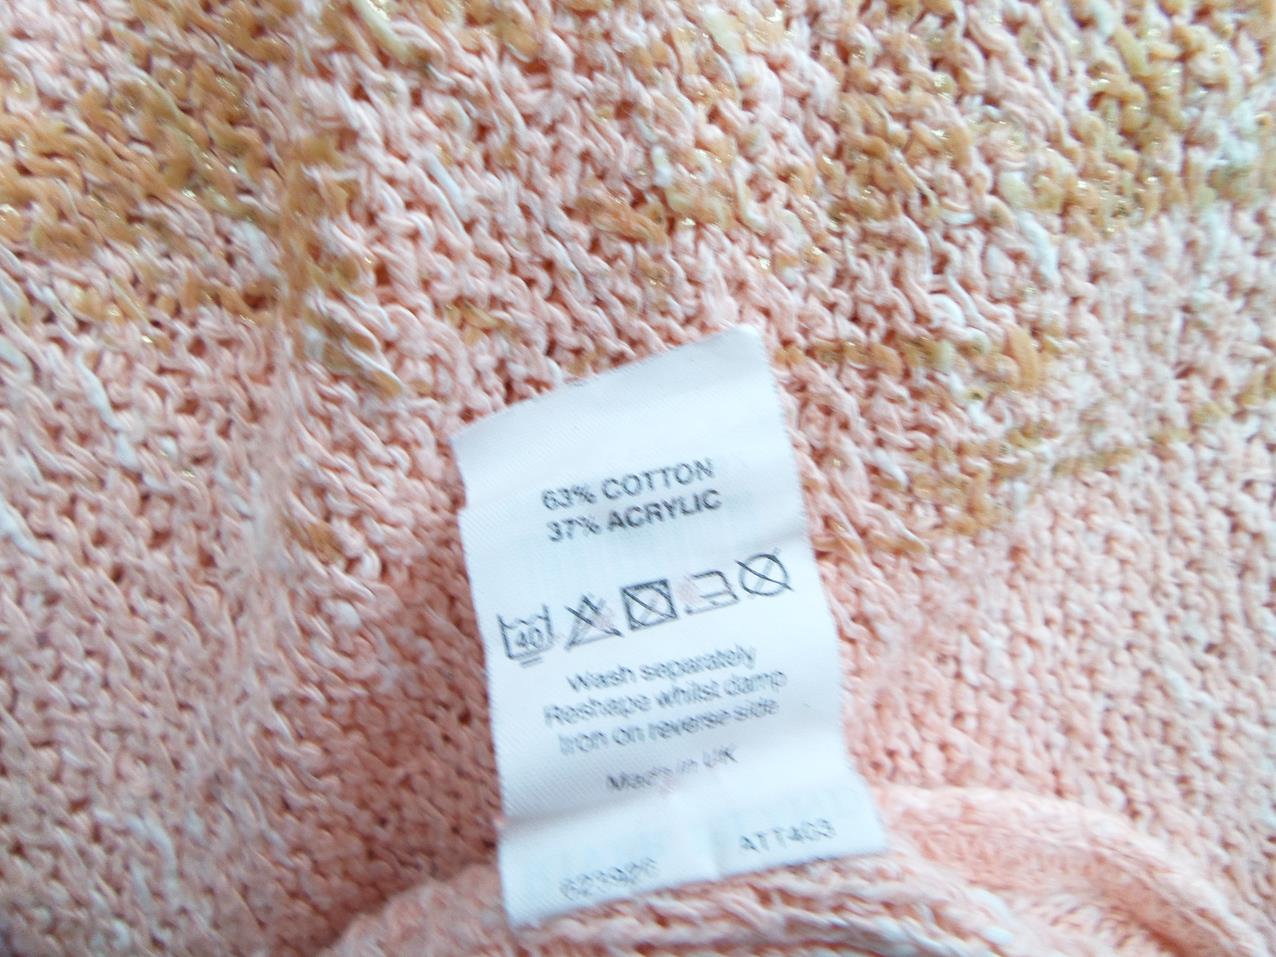 63% COTTON
37% ACRYLIC
40
Wash separately
Reshape whilst damp
Iron on reverse side
Made in UK
ATT403